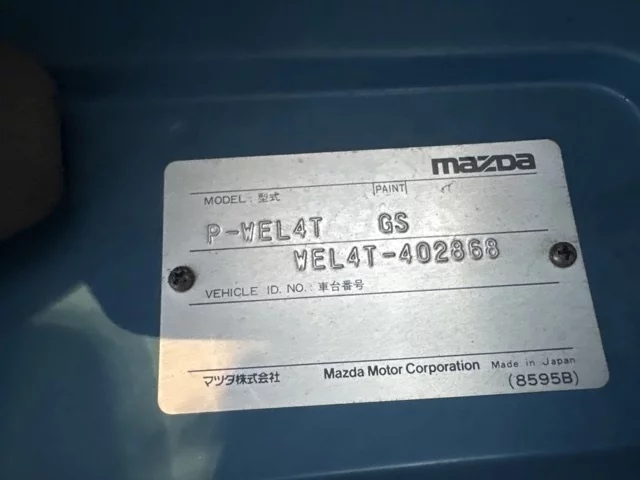 mazda
MODEL : 型式 PAINT
P-WEL4T GS
WEL4T-402868
VEHICLE ID. NO. : 車台番号
マツダ株式会社 Mazda Motor Corporation Made in Japan
(8595B)